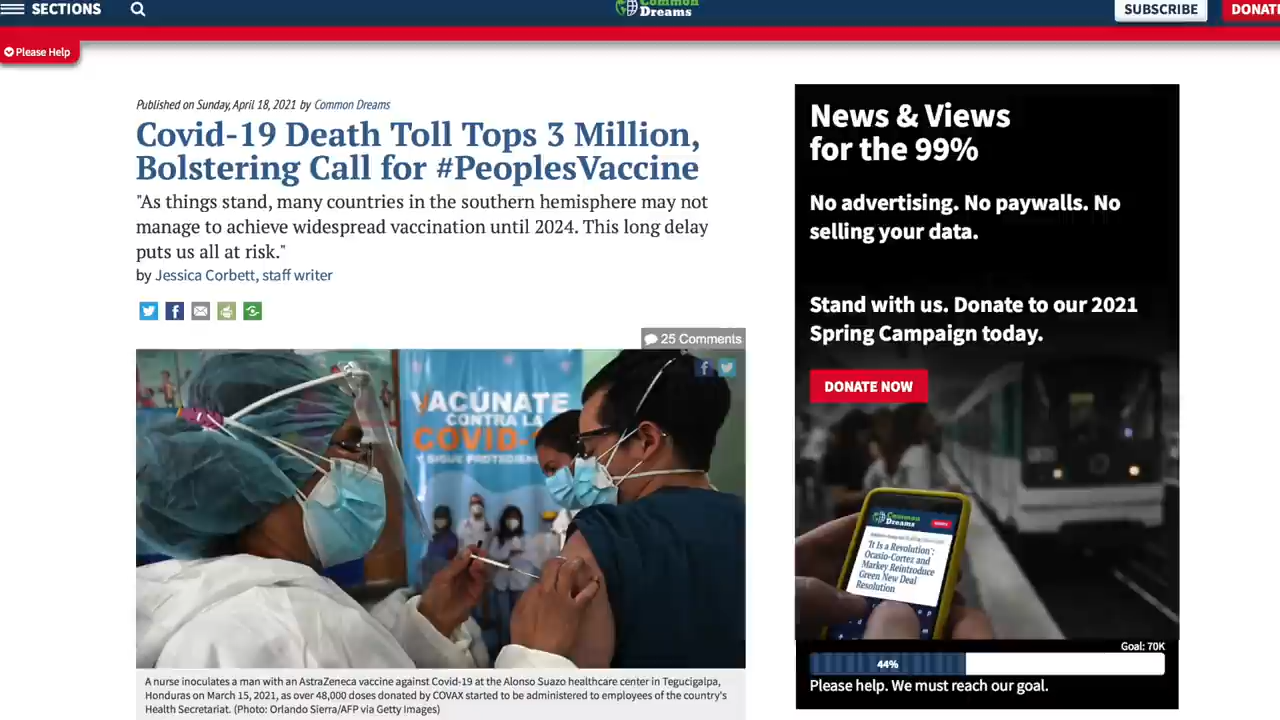 SECTIONS
Common
Dreams
SUBSCRIBE
DONATE
Please Help
Published on Sunday, April 18, 2021 by Common Dreams
Covid-19 Death Toll Tops 3 Million,
Bolstering Call for #PeoplesVaccine
"As things stand, many countries in the southern hemisphere may not
manage to achieve widespread vaccination until 2024. This long delay
puts us all at risk."
by Jessica Corbett, staff writer
25 Comments
VACÚNATE
CONTRA LA
COVID-
Y SIGUE PROTEGIEN
A nurse inoculates a man with an AstraZeneca vaccine against Covid-19 at the Alonso Suazo healthcare center in Tegucigalpa,
Honduras on March 15, 2021, as over 48,000 doses donated by COVAX started to be administered to employees of the country's
Health Secretariat. (Photo: Orlando Sierra/AFP via Getty Images)
News & Views
for the 99%
No advertising. No paywalls. No
selling your data.
Stand with us. Donate to our 2021
Spring Campaign today.
DONATE NOW
Common
Dreams
'It Is a Revolution':
Ocasio-Cortez and
Markey Reintroduce
Green New Deal
Resolution
Goal: 70K
44%
Please help. We must reach our goal.